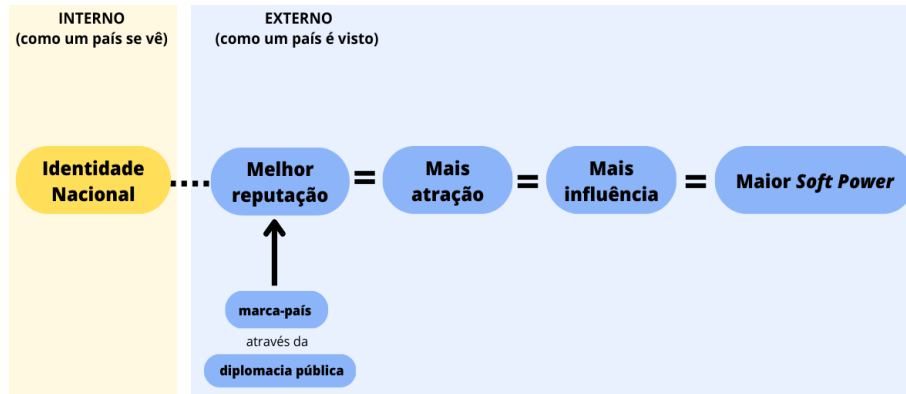 INTERNO
(como um país se vê)
EXTERNO
(como um país é visto)
Identidade
Nacional
.....
Melhor
reputação
=
Mais
atração
=
Mais
influência
=
Maior Soft Power
marca-país
através da
diplomacia pública